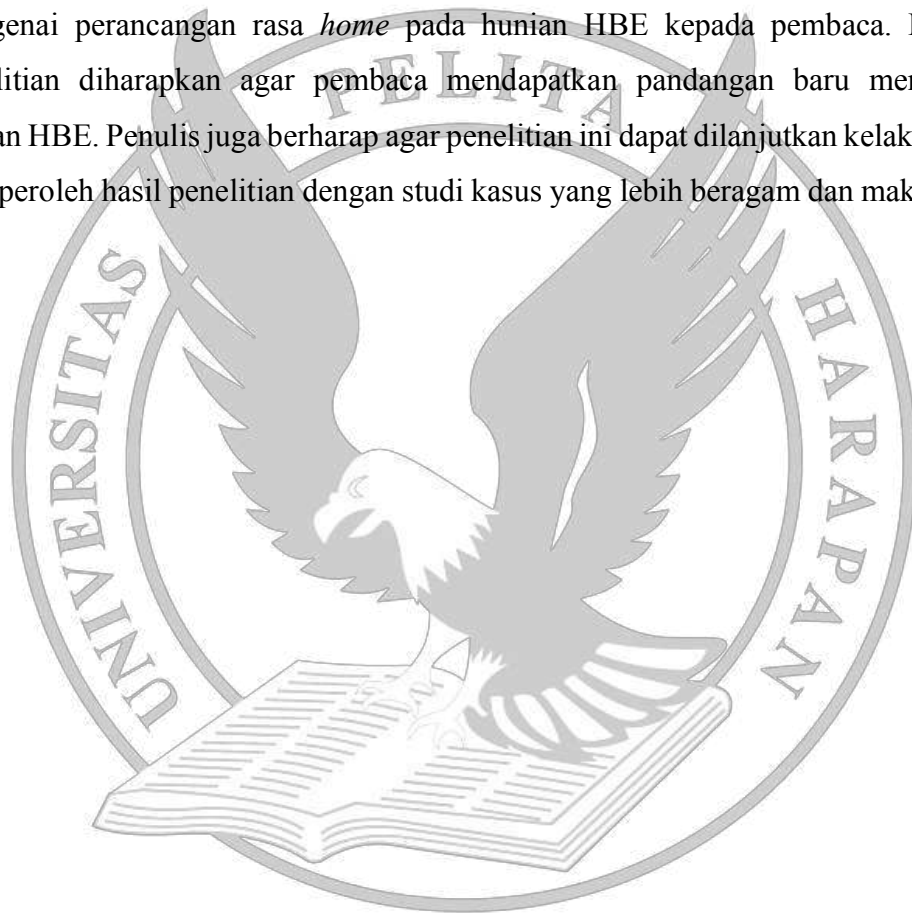 genai perancangan rasa home pada hunian HBE kepada pembaca.
litian diharapkan agar pembaca mendapatkan pandangan baru men
an HBE. Penulis juga berharap agar penelitian ini dapat dilanjutkan kelak
peroleh hasil penelitian dengan studi kasus yang lebih beragam dan mak
UNIVERSITAS PELITA HARAPAN